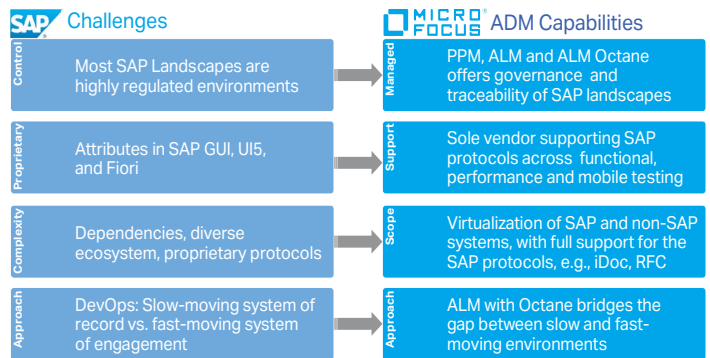 SAP Challenges
MICRO
FOCUS ADM Capabilities
Control
Most SAP Landscapes are
highly regulated environments
Managed
PPM, ALM and ALM Octane
offers governance and
traceability of SAP landscapes
Proprietary
Attributes in SAP GUI, UI5,
and Fiori
Support
Sole vendor supporting SAP
protocols across functional,
performance and mobile testing
Complexity
Dependencies, diverse
ecosystem, proprietary protocols
Scope
Virtualization of SAP and non-SAP
systems, with full support for the
SAP protocols, e.g., iDoc, RFC
Approach
DevOps: Slow-moving system of
record vs. fast-moving system
of engagement
Approach
ALM with Octane bridges the
gap between slow and fast-
moving environments